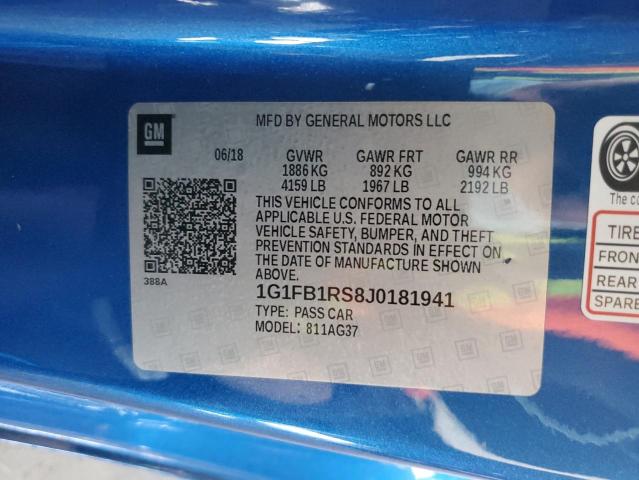 GM
MFD BY GENERAL MOTORS LLC
06/18 GVWR GAWR FRT GAWR RR
1886 KG 892 KG 994 KG
4159 LB 1967 LB 2192 LB
THIS VEHICLE CONFORMS TO ALL
APPLICABLE U.S. FEDERAL MOTOR
VEHICLE SAFETY, BUMPER, AND THEFT
PREVENTION STANDARDS IN EFFECT ON
THE DATE OF MANUFACTURE SHOWN
ABOVE.
388A
1G1FB1RS8J0181941
TYPE: PASS CAR
MODEL: 811AG37
The co
TIRE
FRON
REAR
SPARE